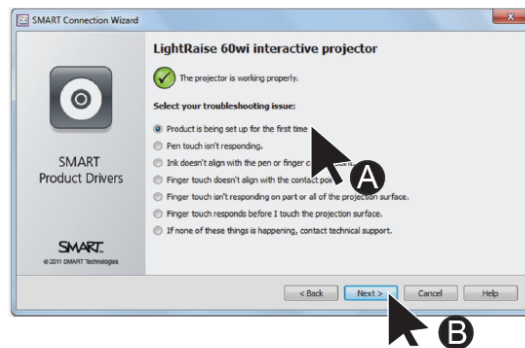 SMART Connection Wizard
LightRaise 60wi interactive projector
The projector is working properly.
Select your troubleshooting issue:
Product is being set up for the first time
Pen touch isn't responding.
Ink doesn't align with the pen or finger
A
Finger touch doesn't align with the contact
Finger touch isn't responding on part or all of the projection surface.
Finger touch responds before I touch the projection surface.
If none of these things is happening, contact technical support.
SMART
Product Drivers
SMART
© 2011 SMART Technologies
< Back Next > Cancel Help
B